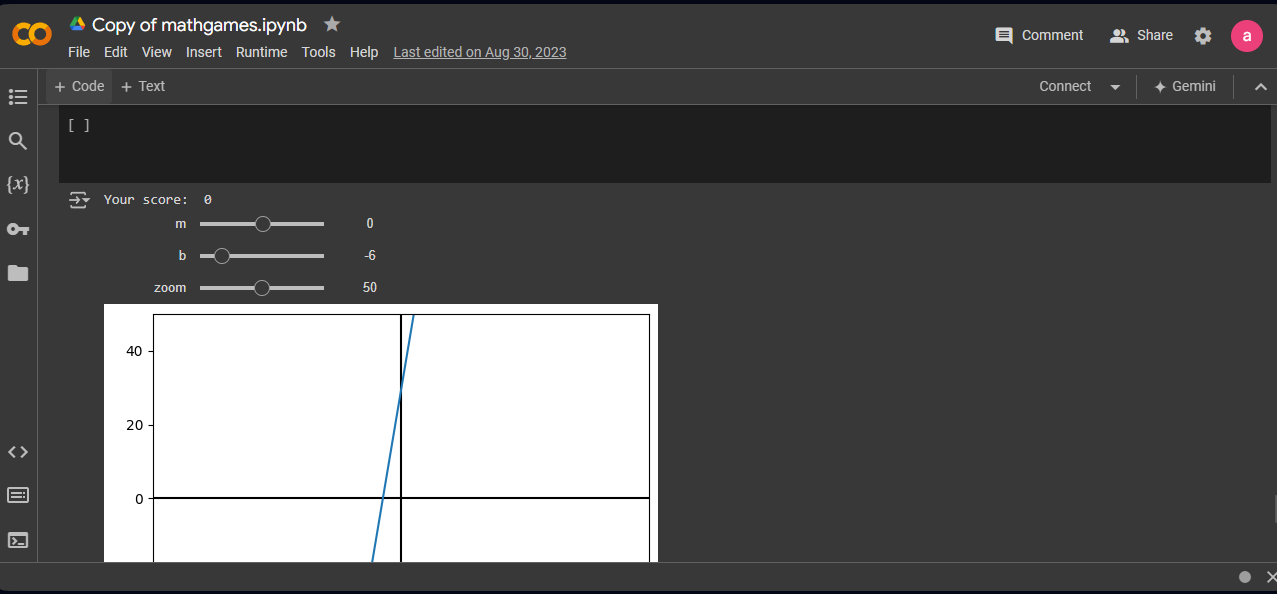 CO
Copy of mathgames.ipynb
File Edit View Insert Runtime Tools Help Last edited on Aug 30, 2023
Comment Share a
+ Code + Text
Connect Gemini
{x}
[ ]
Your score: 0
m 0
b -6
zoom 50
40
20
0